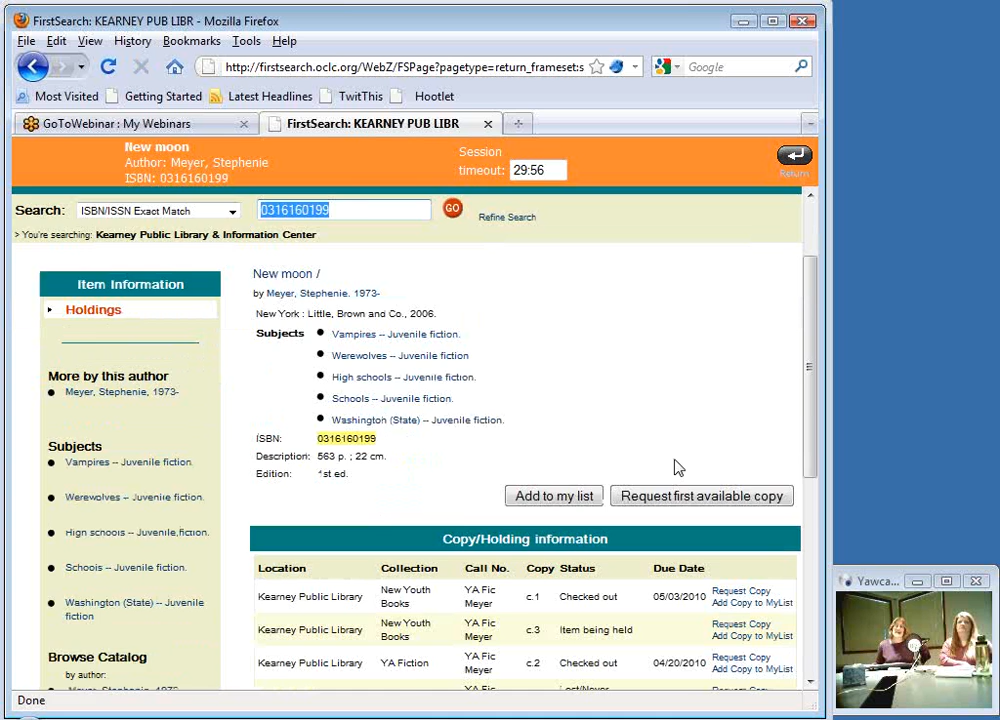 FirstSearch: KEARNEY PUB LIBR - Mozilla Firefox
File Edit View History Bookmarks Tools Help
http://firstsearch.oclc.org/WebZ/FSPage?pagetype=return_frameset:s
Google
Most Visited Getting Started Latest Headlines TwitThis Hootlet
GoToWebinar : My Webinars
FirstSearch: KEARNEY PUB LIBR
New moon
Author: Meyer, Stephenie
ISBN: 0316160199
Session
timeout: 29:56
Return
Search: ISBN/ISSN Exact Match 0316160199 GO Refine Search
> You're searching: Kearney Public Library & Information Center
Item Information
Holdings
More by this author
Meyer, Stephenie, 1973-
Subjects
Vampires -- Juvenile fiction.
Werewolves -- Juvenile fiction.
High schools -- Juvenile fiction.
Schools -- Juvenile fiction.
Washington (State) -- Juvenile
fiction
Browse Catalog
by author:
Meyer, Stephenie, 1973-
New moon /
by Meyer, Stephenie. 1973-
New York : Little, Brown and Co., 2006.
Subjects
Vampires -- Juvenile fiction.
Werewolves -- Juvenile fiction
High schools -- Juvenile fiction.
Schools -- Juvenile fiction.
Washington (State) -- Juvenile fiction.
ISBN: 0316160199
Description: 563 p. ; 22 cm.
Edition: 1st ed.
Add to my list
Request first available copy
Copy/Holding information
Location Collection Call No. Copy Status Due Date
Kearney Public Library New Youth Books YA Fic Meyer c.1 Checked out 05/03/2010 Request Copy
Add Copy to MyList
Kearney Public Library New Youth Books YA Fic Meyer c.3 Item being held Request Copy
Add Copy to MyList
Kearney Public Library YA Fiction YA Fic Meyer c.2 Checked out 04/20/2010 Request Copy
Add Copy to MyList
Done
Yawca...